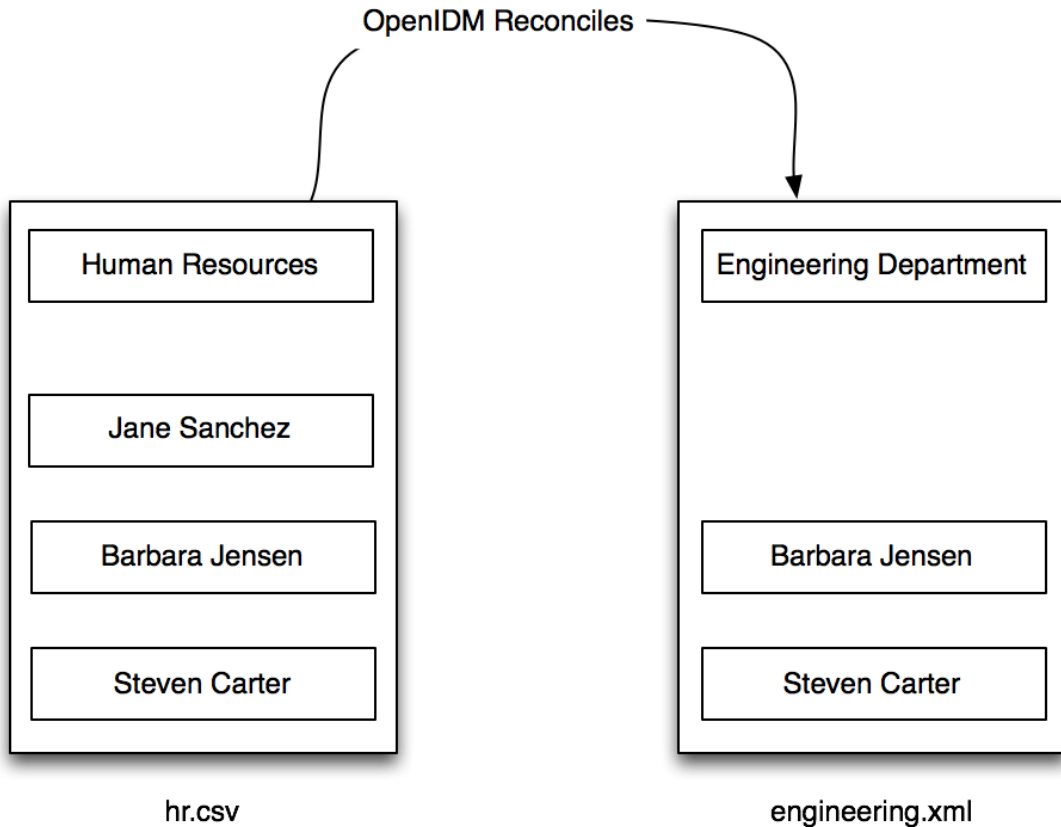 OpenIDM Reconciles
Human Resources
Jane Sanchez
Barbara Jensen
Steven Carter
hr.csv
Engineering Department
Barbara Jensen
Steven Carter
engineering.xml